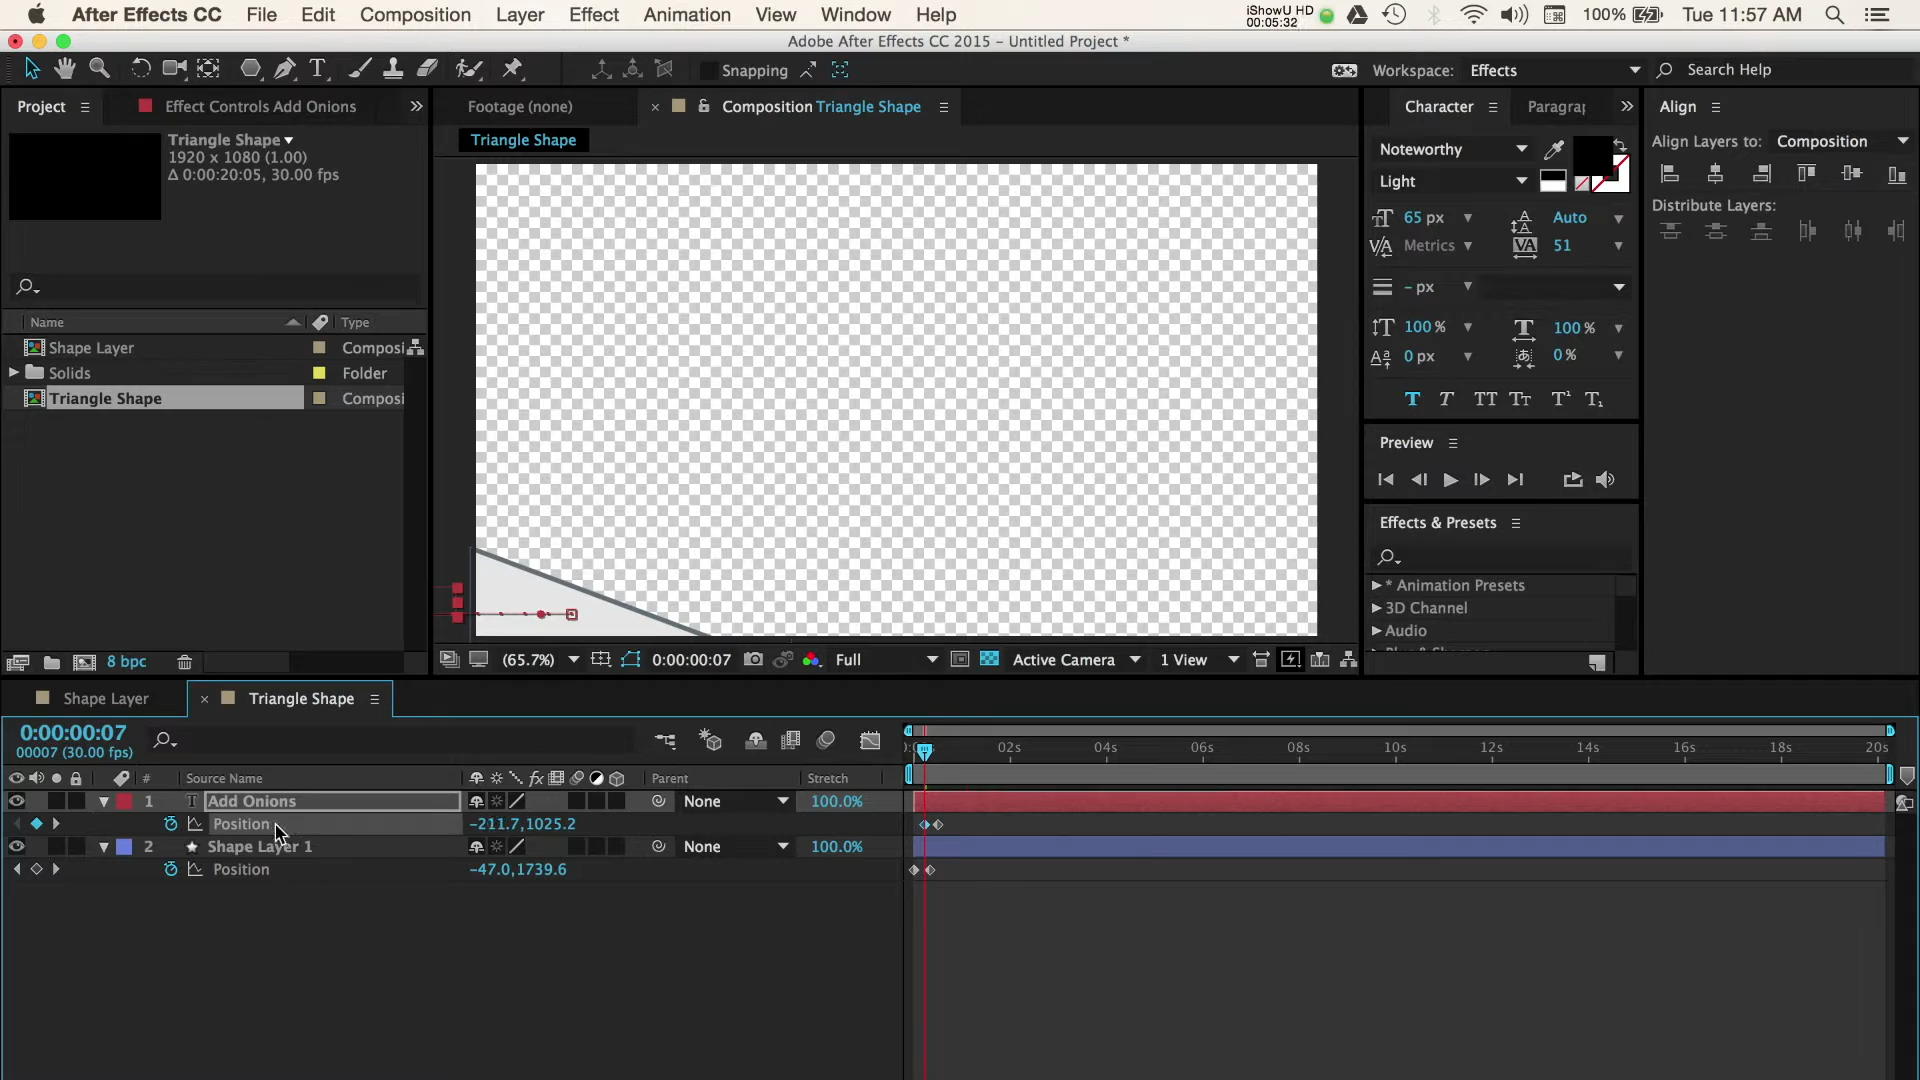 After Effects CC File Edit Composition Layer Effect Animation View Window Help iShowU HD 00:05:32 100% Tue 11:57 AM
Adobe After Effects CC 2015 – Untitled Project *
Snapping Workspace: Effects Search Help
Project Effect Controls Add Onions Footage (none) Composition Triangle Shape Character Paragrap Align
Triangle Shape
1920 x 1080 (1.00)
Δ 0:00:20:05, 30.00 fps
Triangle Shape
Name Type
Shape Layer Composi
Solids Folder
Triangle Shape Composi
8 bpc
(65.7%) 0:00:00:07 Full Active Camera 1 View
Noteworthy
Light
65 px Auto
Metrics 51
- px
100 % 100 %
0 px 0 %
T T TT Tt T¹ T₁
Preview
Effects & Presets
* Animation Presets
3D Channel
Audio
Align Layers to: Composition
Distribute Layers:
Shape Layer Triangle Shape
0:00:00:07
00007 (30.00 fps)
02s 04s 06s 08s 10s 12s 14s 16s 18s 20s
# Source Name fx Parent Stretch
1 T Add Onions None 100.0%
Position -211.7,1025.2
2 Shape Layer 1 None 100.0%
Position -47.0,1739.6